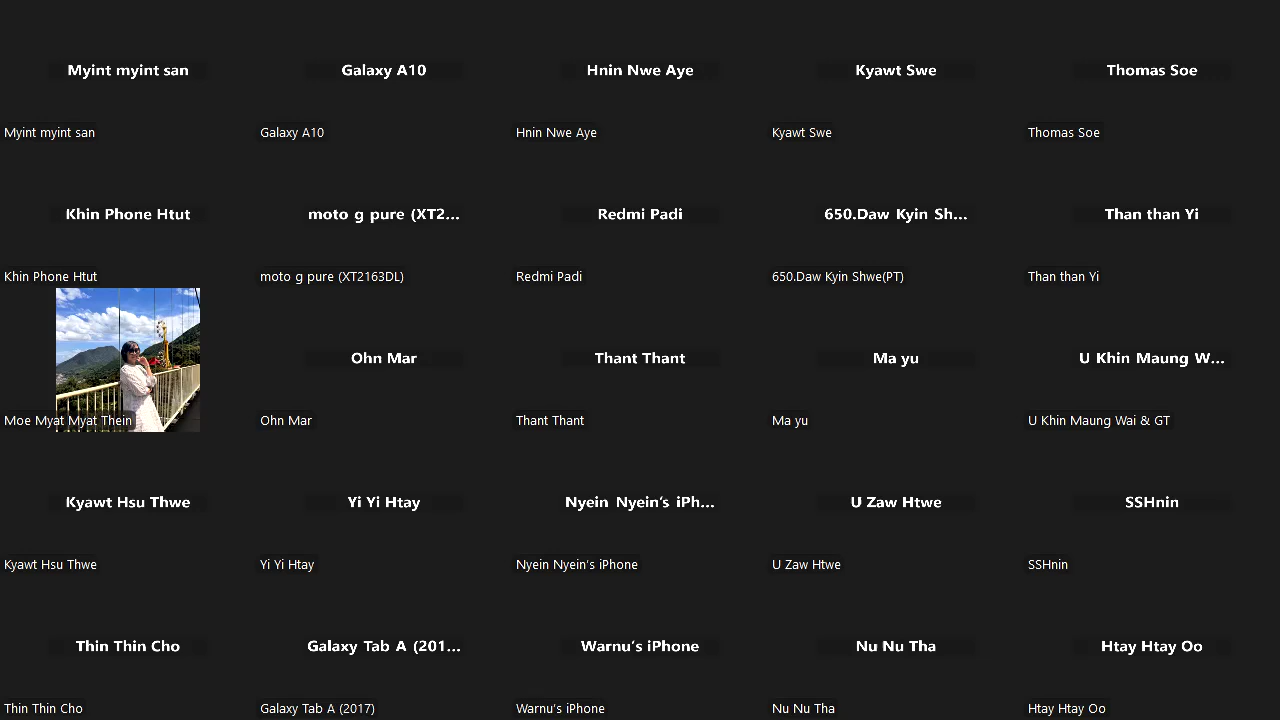 Myint myint san
Galaxy A10
Hnin Nwe Aye
Kyawt Swe
Thomas Soe
Myint myint san
Galaxy A10
Hnin Nwe Aye
Kyawt Swe
Thomas Soe
Khin Phone Htut
moto g pure (XT2...
Redmi Padi
650.Daw Kyin Sh...
Than than Yi
Khin Phone Htut
moto g pure (XT2163DL)
Redmi Padi
650.Daw Kyin Shwe(PT)
Than than Yi
Ohn Mar
Thant Thant
Ma yu
U Khin Maung W...
Moe Myat Myat Thein
Ohn Mar
Thant Thant
Ma yu
U Khin Maung Wai & GT
Kyawt Hsu Thwe
Yi Yi Htay
Nyein Nyein's iPh...
U Zaw Htwe
SSHnin
Kyawt Hsu Thwe
Yi Yi Htay
Nyein Nyein's iPhone
U Zaw Htwe
SSHnin
Thin Thin Cho
Galaxy Tab A (201...
Warnu's iPhone
Nu Nu Tha
Htay Htay Oo
Thin Thin Cho
Galaxy Tab A (2017)
Warnu's iPhone
Nu Nu Tha
Htay Htay Oo